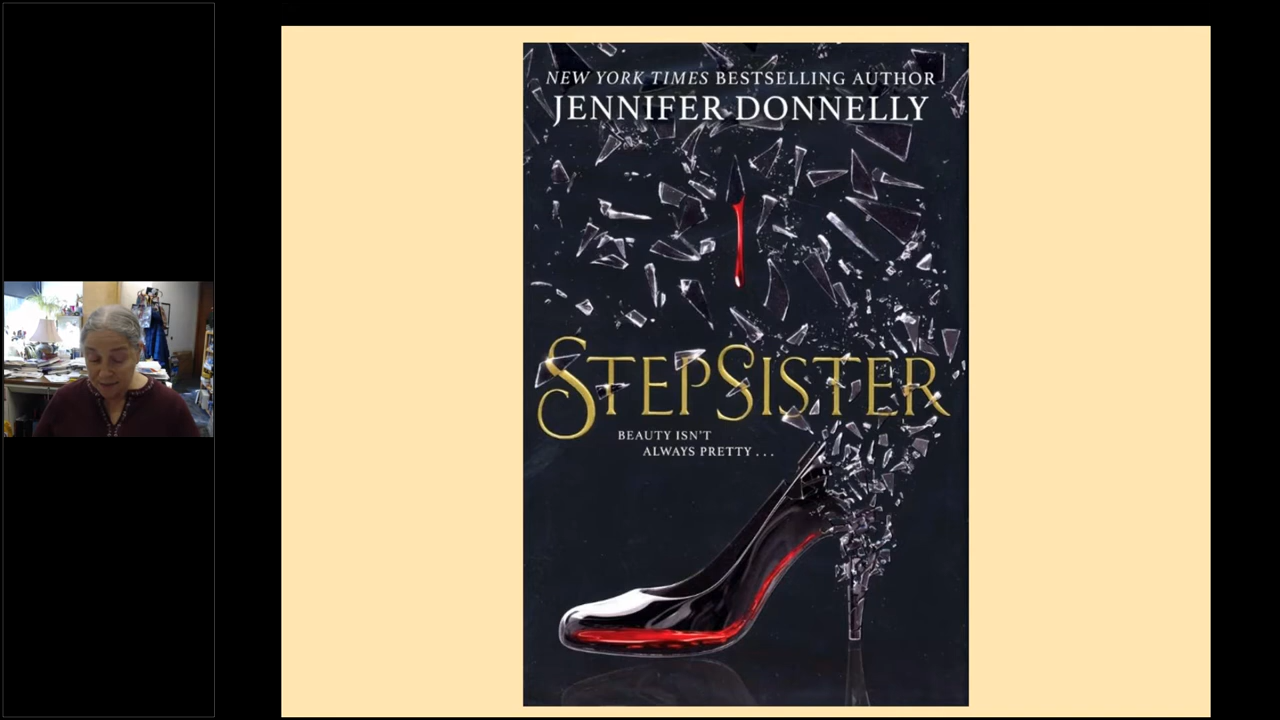 NEW YORK TIMES BESTSELLING AUTHOR
JENNIFER DONNELLY
STEPSISTER
BEAUTY ISN'T
ALWAYS PRETTY . . .